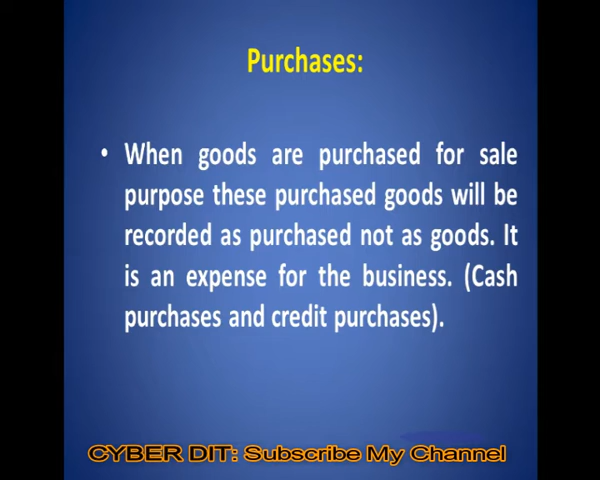 Purchases:
• When goods are purchased for sale
purpose these purchased goods will be
recorded as purchased not as goods. It
is an expense for the business. (Cash
purchases and credit purchases).
CYBER DIT: Subscribe My Channel